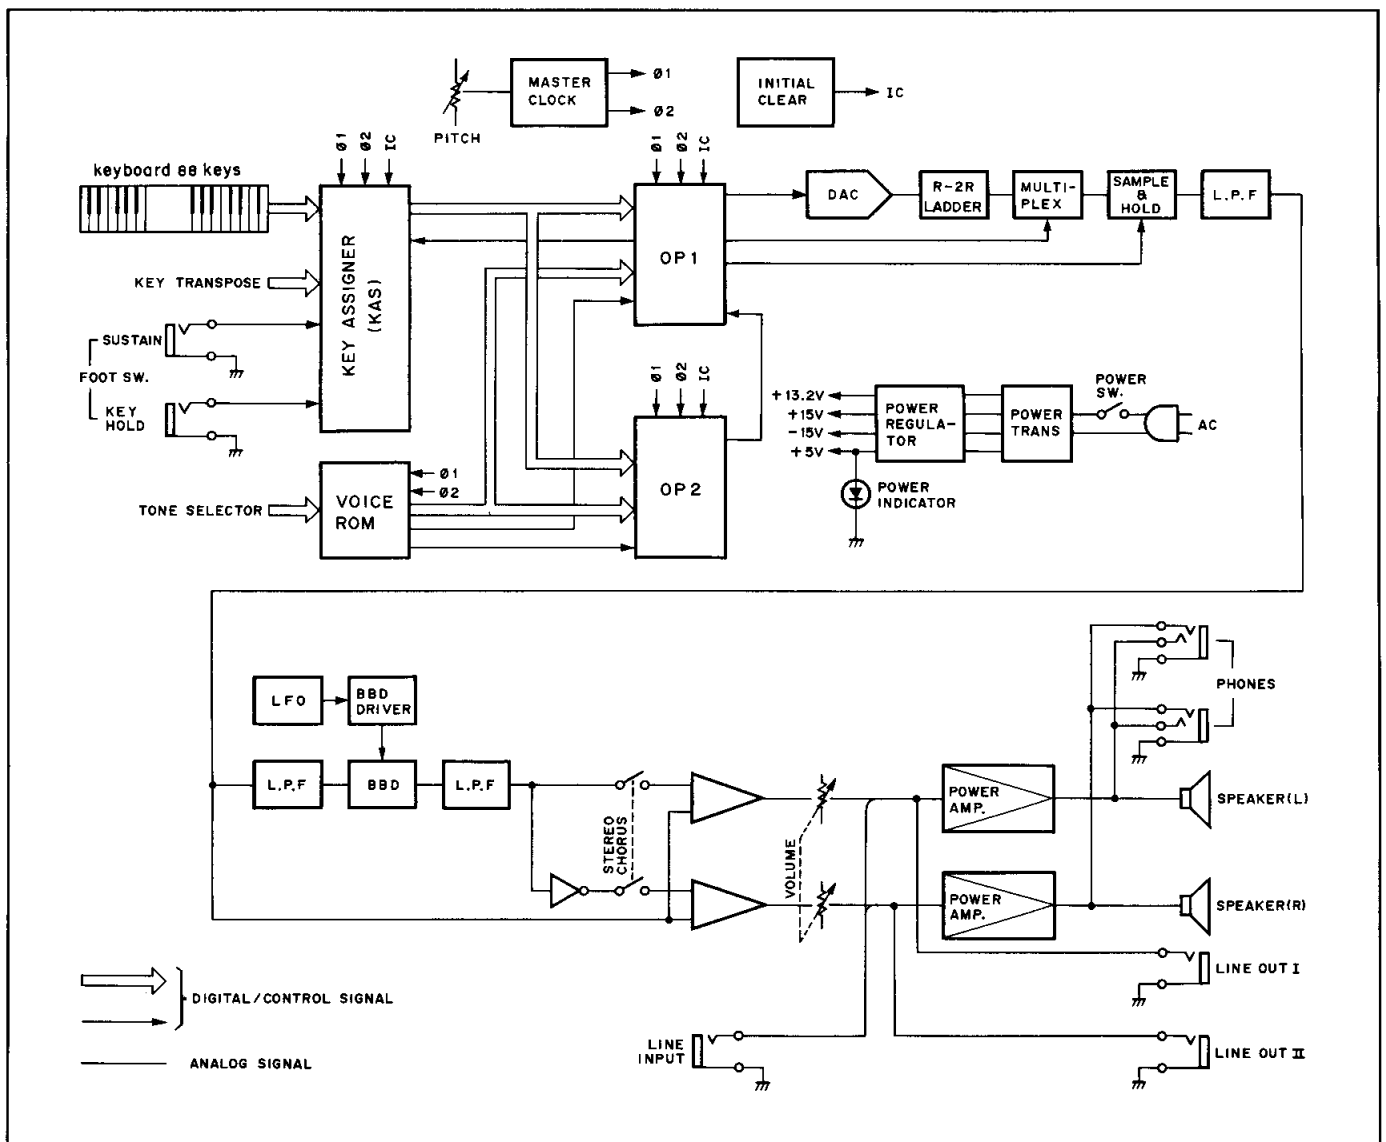 MASTER
CLOCK
Ø1
Ø2
INITIAL
CLEAR
IC
PITCH
keyboard 88 keys
Ø1
Ø2
IC
KEY ASSIGNER
(KAS)
KEY TRANSPOSE
SUSTAIN
FOOT SW.
KEY
HOLD
TONE SELECTOR
VOICE
ROM
Ø1
Ø2
Ø1
Ø2
IC
OP1
Ø1
Ø2
IC
OP2
DAC
R-2R
LADDER
MULTI-
PLEX
SAMPLE
&
HOLD
L.P.F
+13.2V
+15V
-15V
+5V
POWER
REGULA-
TOR
POWER
TRANS
POWER
SW.
AC
POWER
INDICATOR
LFO
BBD
DRIVER
L.P.F
BBD
L.P.F
STEREO
CHORUS
VOLUME
POWER
AMP.
POWER
AMP.
PHONES
SPEAKER(L)
SPEAKER(R)
LINE OUT I
LINE OUT II
LINE
INPUT
DIGITAL/CONTROL SIGNAL
ANALOG SIGNAL